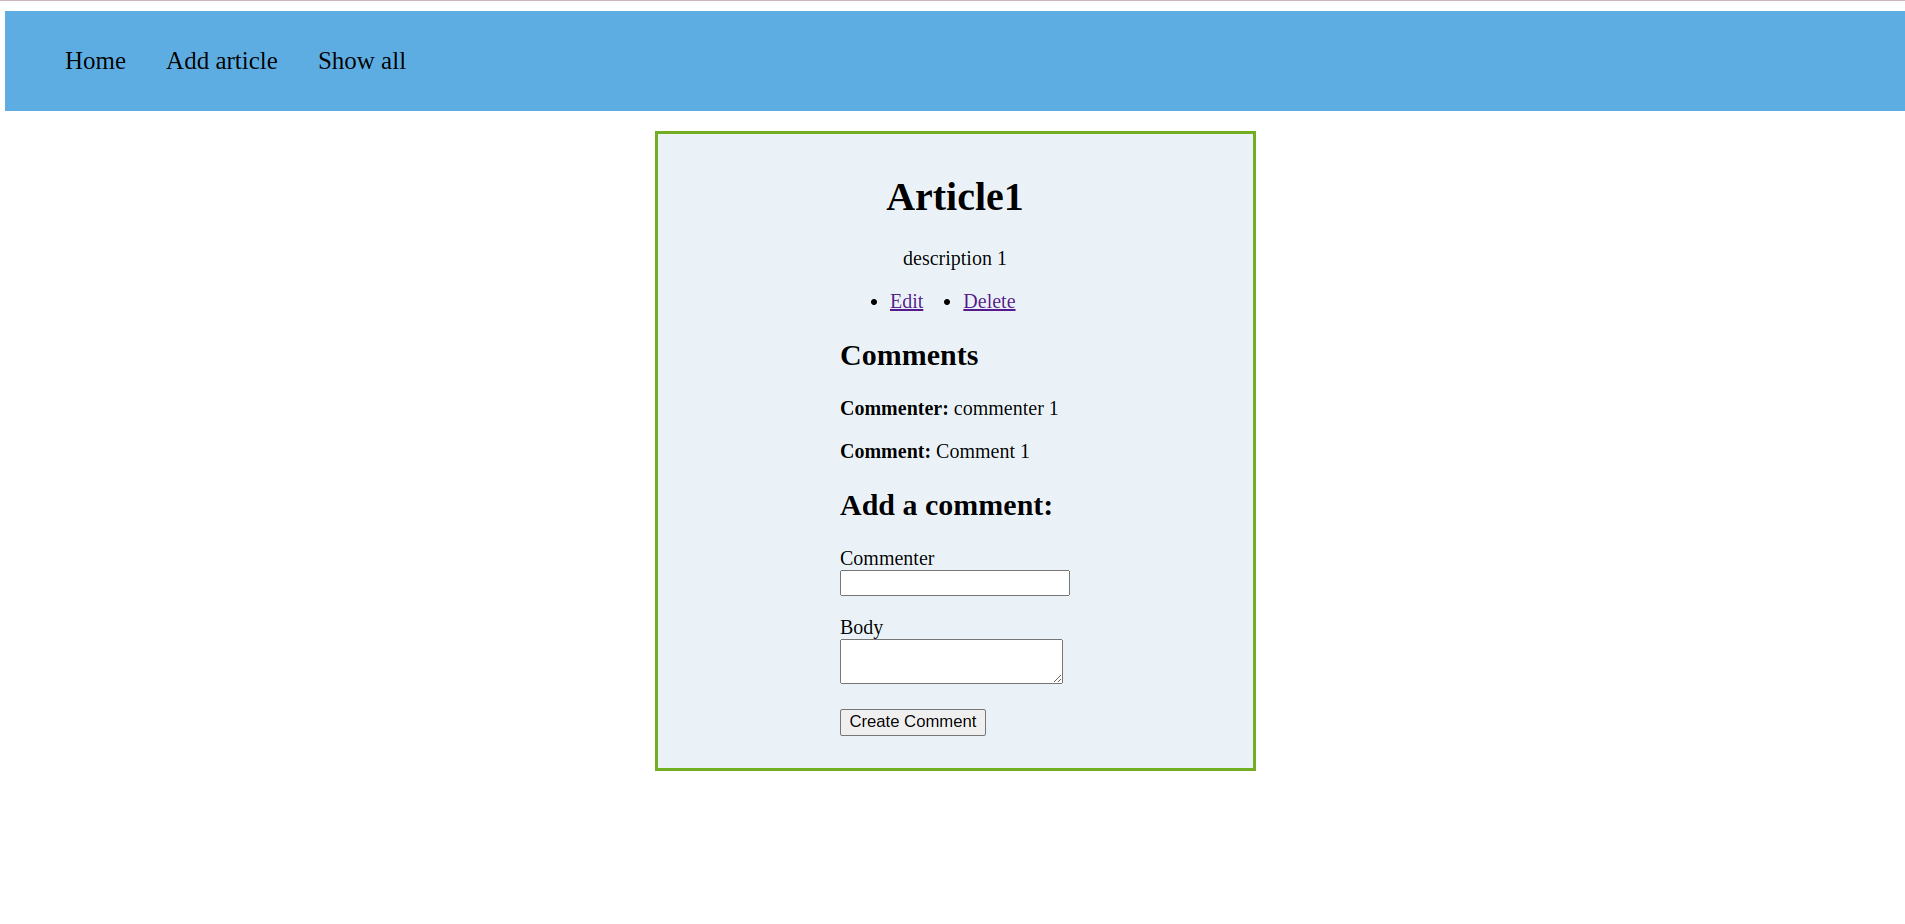 Home Add article Show all
Article1
description 1
• Edit • Delete
Comments
Commenter: commenter 1
Comment: Comment 1
Add a comment:
Commenter
Body
Create Comment